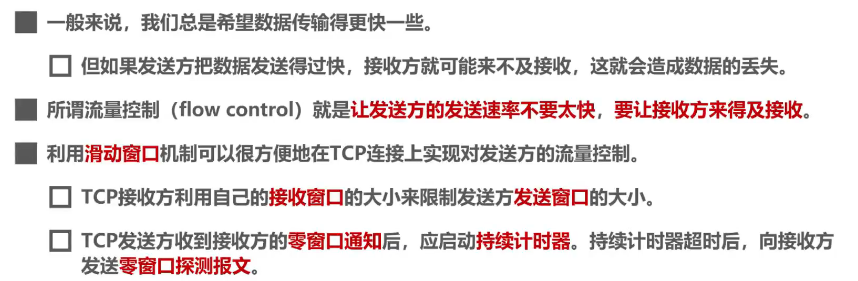 一般来说，我们总是希望数据传输得更快一些。
但如果发送方把数据发送得过快，接收方就可能来不及接收，这就会造成数据的丢失。
所谓流量控制（flow control）就是让发送方的发送速率不要太快，要让接收方来得及接收。
利用滑动窗口机制可以很方便地在TCP连接上实现对发送方的流量控制。
TCP接收方利用自己的接收窗口的大小来限制发送方发送窗口的大小。
TCP发送方收到接收方的零窗口通知后，应启动持续计时器。持续计时器超时后，向接收方
发送零窗口探测报文。